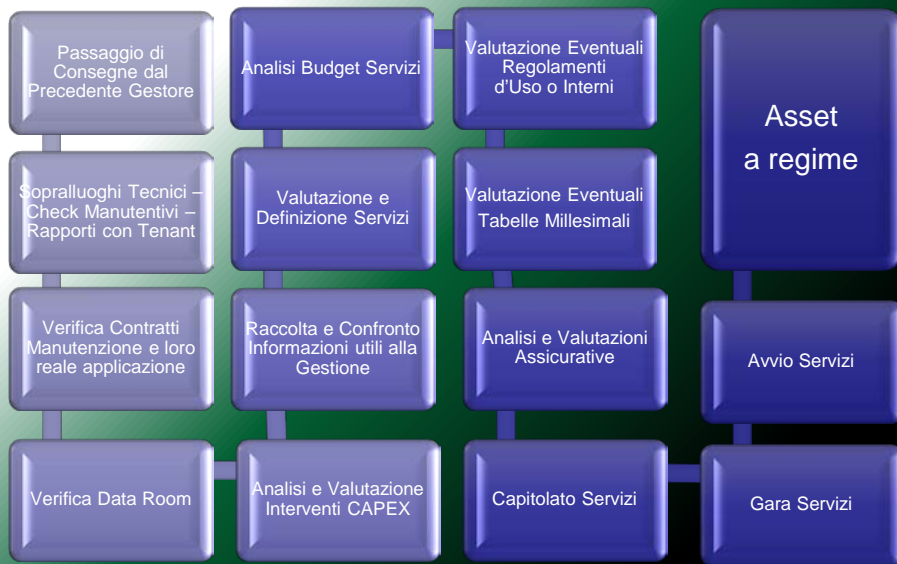 Passaggio di
Consegne dal
Precedente Gestore
Sopralluoghi Tecnici –
Check Manutentivi –
Rapporti con Tenant
Verifica Contratti
Manutenzione e loro
reale applicazione
Verifica Data Room
Analisi e Valutazione
Interventi CAPEX
Raccolta e Confronto
Informazioni utili alla
Gestione
Valutazione e
Definizione Servizi
Analisi Budget Servizi
Valutazione Eventuali
Regolamenti
d'Uso o Interni
Valutazione Eventuali
Tabelle Millesimali
Analisi e Valutazioni
Assicurative
Capitolato Servizi
Gara Servizi
Avvio Servizi
Asset
a regime